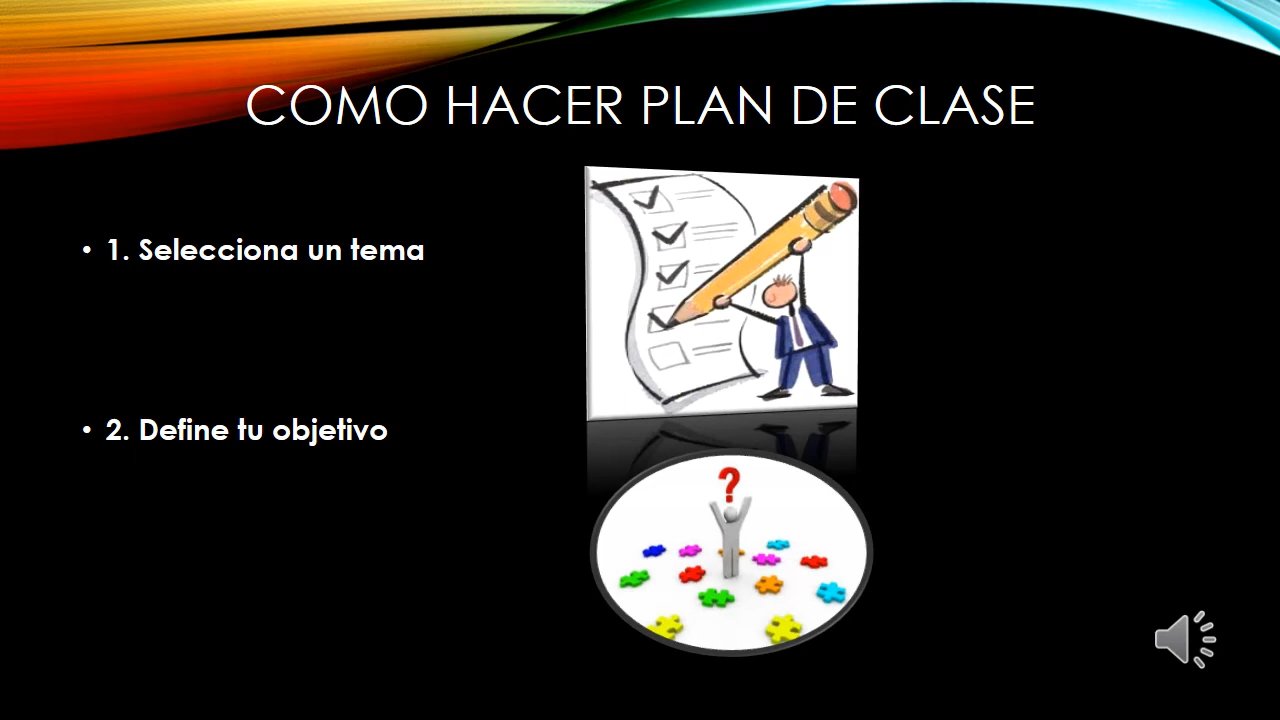 COMO HACER PLAN DE CLASE
• 1. Selecciona un tema
• 2. Define tu objetivo
?